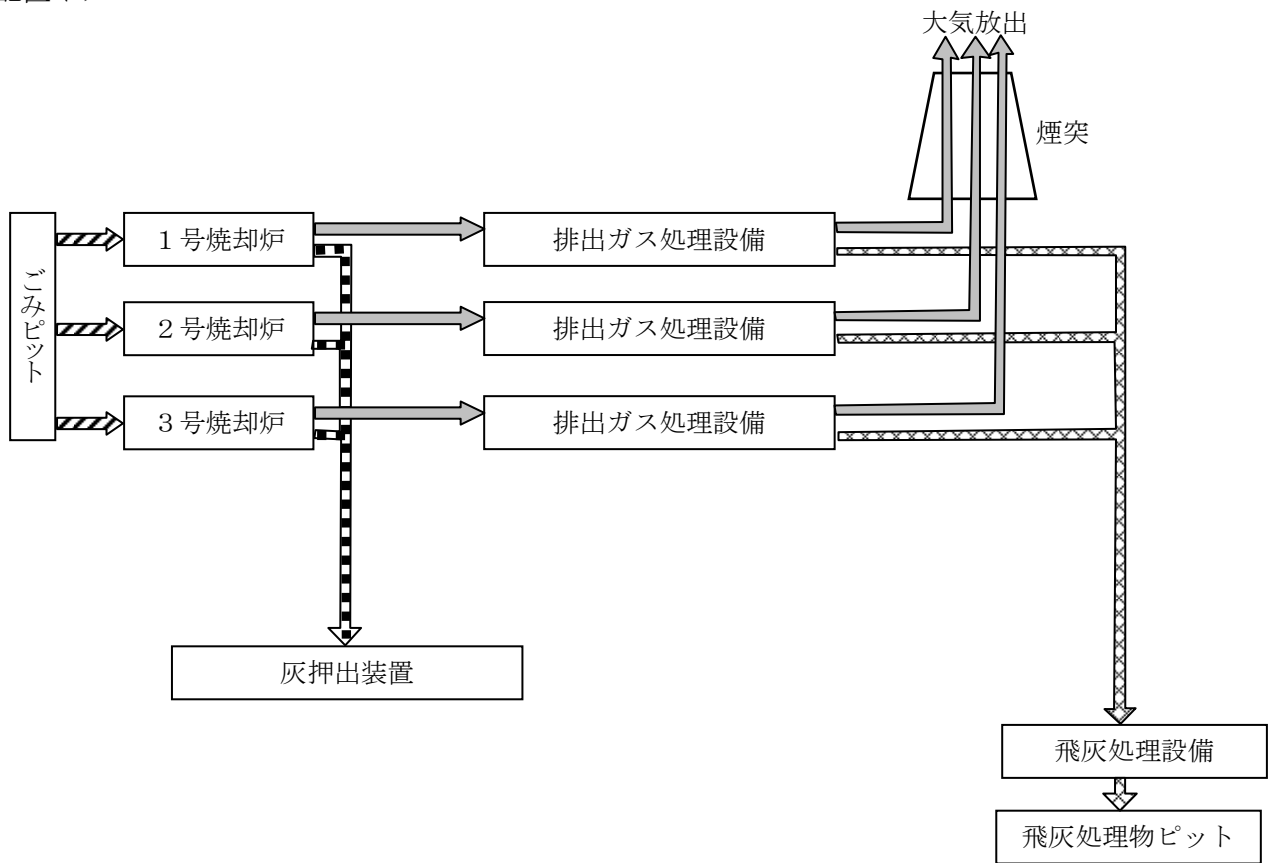 大気放出
煙突
ごみピット
１号焼却炉
排出ガス処理設備
２号焼却炉
排出ガス処理設備
３号焼却炉
排出ガス処理設備
灰押出装置
飛灰処理設備
飛灰処理物ピット